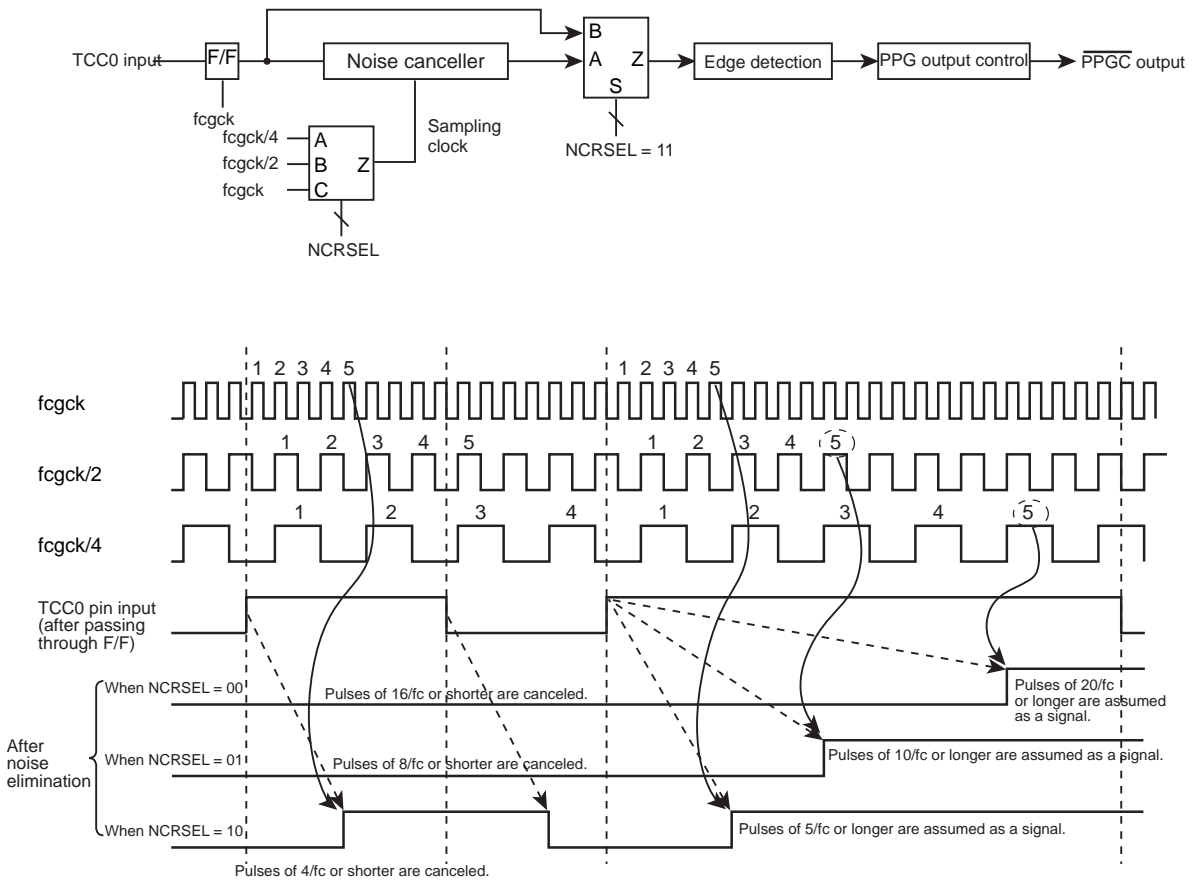 TCC0 input
F/F
Noise canceller
B
A
Z
S
Edge detection
PPG output control
PPGC output
fcgck
fcgck/4
fcgck/2
fcgck
A
B
C
Z
Sampling
clock
NCRSEL = 11
NCRSEL
1 2 3 4 5
1 2 3 4 5
fcgck
1 2 3 4 5
1 2 3 4 5
fcgck/2
1 2 3 4
1 2 3 4 5
fcgck/4
TCC0 pin input
(after passing
through F/F)
When NCRSEL = 00
Pulses of 16/fc or shorter are canceled.
Pulses of 20/fc
or longer are assumed
as a signal.
After
noise
elimination
When NCRSEL = 01
Pulses of 8/fc or shorter are canceled.
Pulses of 10/fc or longer are assumed as a signal.
When NCRSEL = 10
Pulses of 5/fc or longer are assumed as a signal.
Pulses of 4/fc or shorter are canceled.